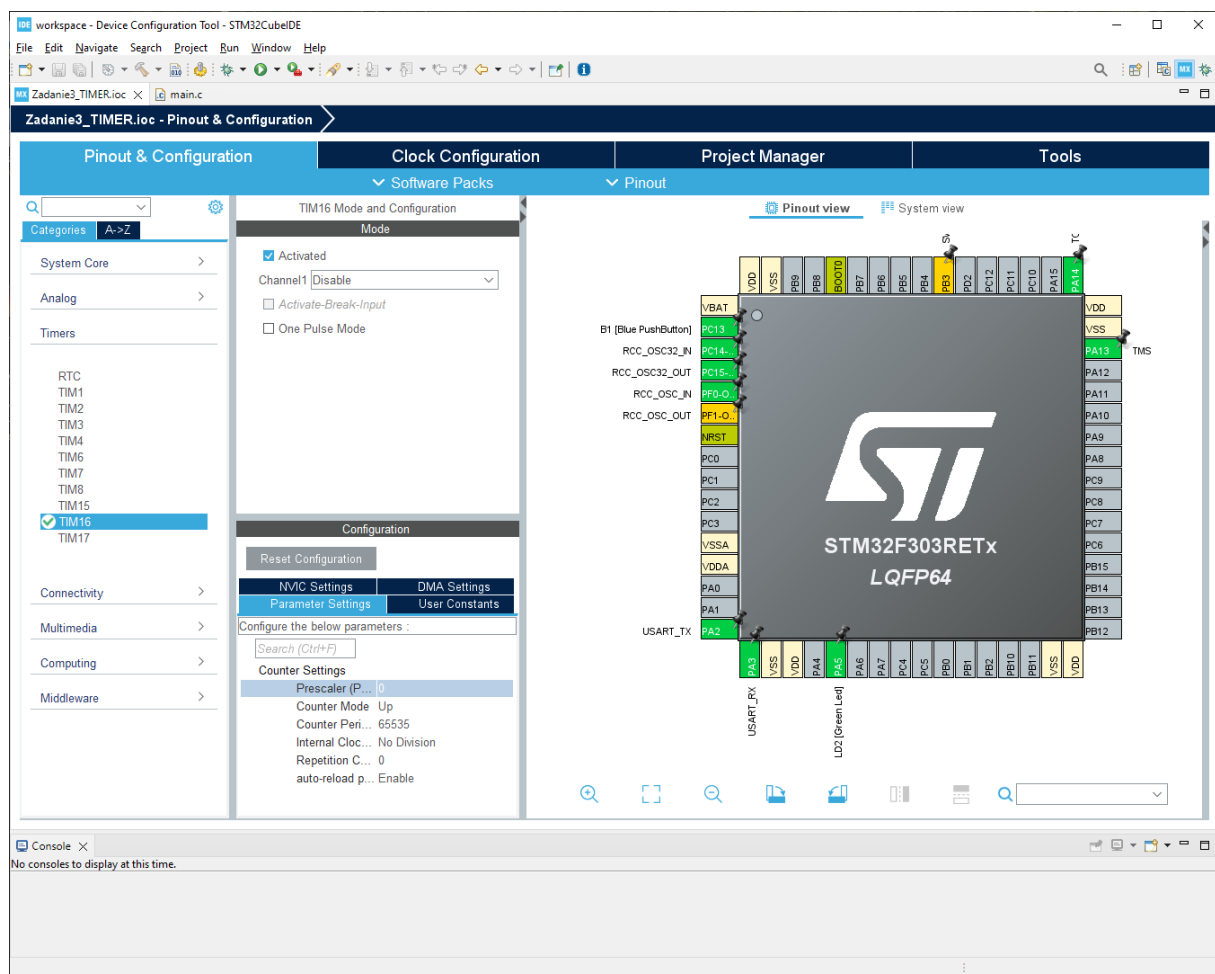 IDE workspace - Device Configuration Tool - STM32CubeIDE
File Edit Navigate Search Project Run Window Help
MX Zadanie3_TIMER.ioc
main.c
Zadanie3_TIMER.ioc - Pinout & Configuration
Pinout & Configuration
Clock Configuration
Project Manager
Tools
Software Packs
Pinout
Categories
A->Z
System Core
Analog
Timers
RTC
TIM1
TIM2
TIM3
TIM4
TIM6
TIM7
TIM8
TIM15
TIM16
TIM17
Connectivity
Multimedia
Computing
Middleware
TIM16 Mode and Configuration
Mode
Activated
Channel1 Disable
Activate-Break-Input
One Pulse Mode
Configuration
Reset Configuration
NVIC Settings
DMA Settings
Parameter Settings
User Constants
Configure the below parameters :
Search (Ctrl+F)
Counter Settings
Prescaler (P... 0
Counter Mode Up
Counter Peri... 65535
Internal Cloc... No Division
Repetition C... 0
auto-reload p... Enable
Pinout view
System view
VDD
VSS
PB9
PB8
BOOT0
PB7
PB6
PB5
PB4
PB3
PD2
PC12
PC11
PC10
PA15
PA14
VBAT
B1 [Blue PushButton] PC13
RCC_OSC32_IN PC14-..
RCC_OSC32_OUT PC15-..
RCC_OSC_IN PF0-O..
RCC_OSC_OUT PF1-O..
NRST
PC0
PC1
PC2
PC3
VSSA
VDDA
PA0
PA1
USART_TX PA2
STM32F303RETx
LQFP64
VDD
VSS
PA13 TMS
PA12
PA11
PA10
PA9
PA8
PC9
PC8
PC7
PC6
PB15
PB14
PB13
PB12
PA3
VSS
VDD
PA4
PA5
PA6
PA7
PC4
PC5
PB0
PB1
PB2
PB10
PB11
VSS
VDD
USART_RX
LD2 [Green Led]
Console
No consoles to display at this time.